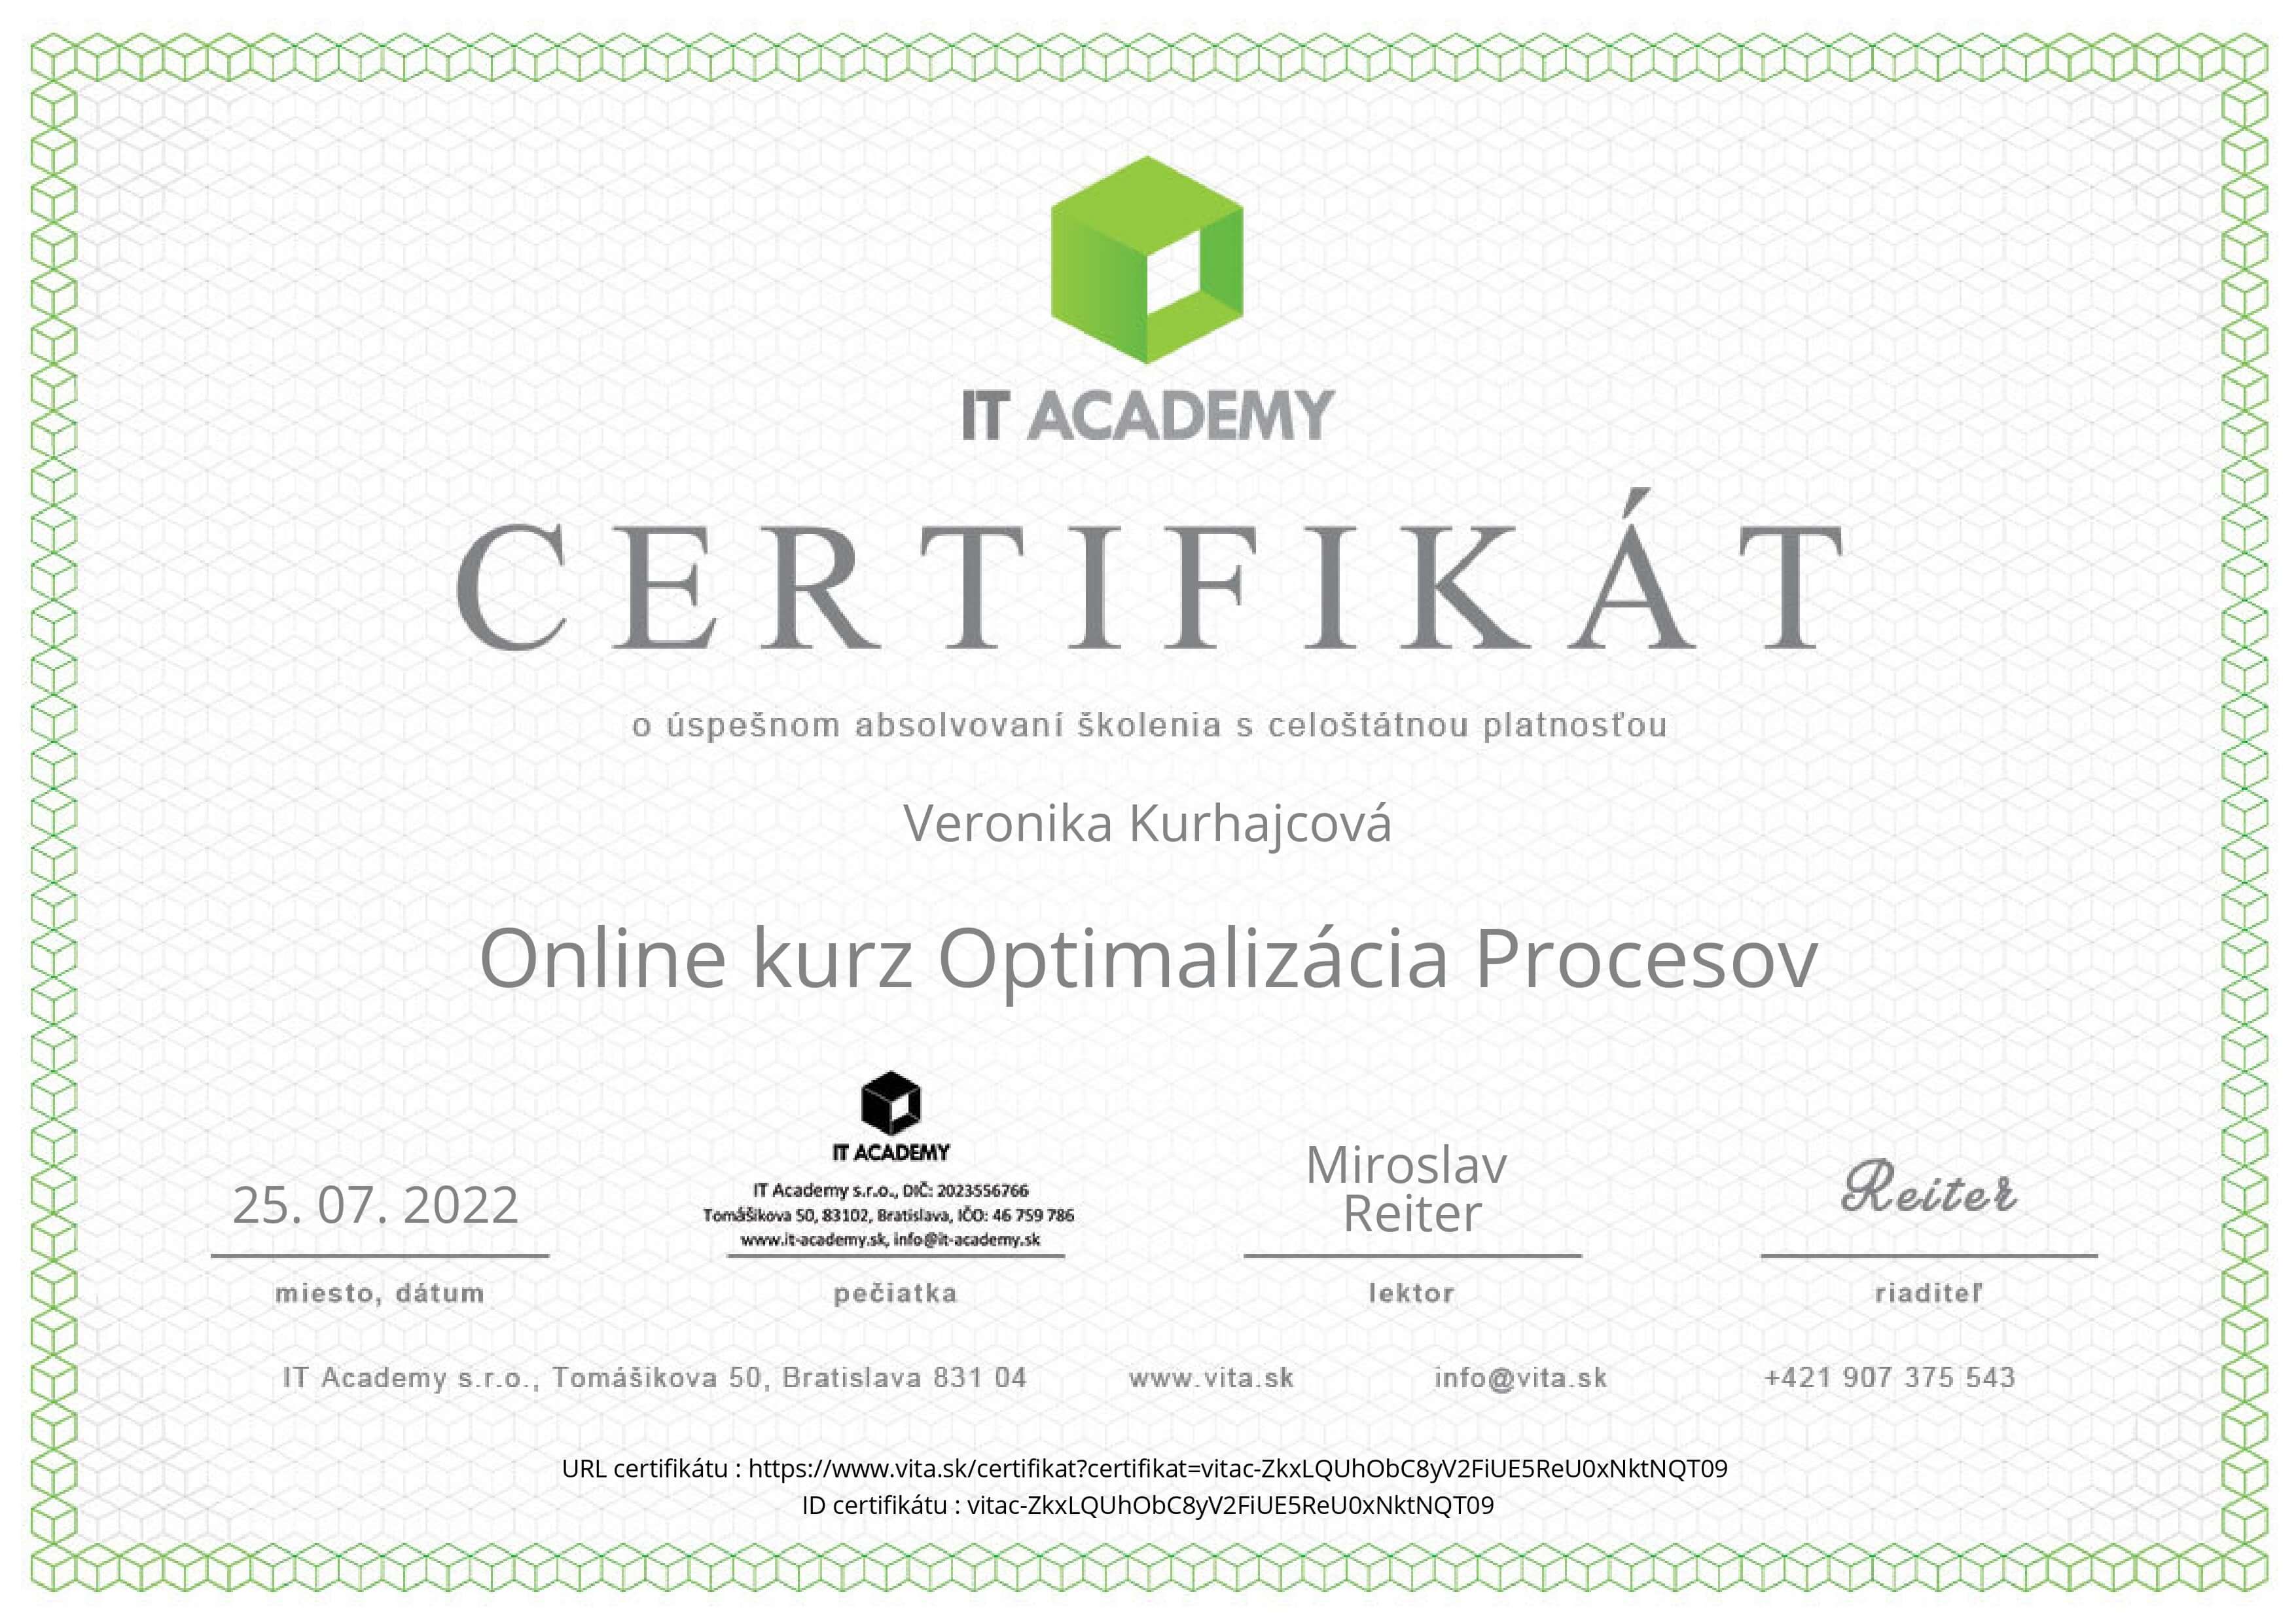 IT ACADEMY
CERTIFIKÁT
o úspešnom absolvovaní školenia s celoštátnou platnosťou
Veronika Kurhajcová
Online kurz Optimalizácia Procesov
25. 07. 2022
miesto, dátum
IT ACADEMY
IT Academy s.r.o., DIČ: 2023556766
Tomášikova 50, 83102, Bratislava, IČO: 46 759 786
www.it-academy.sk, info@it-academy.sk
pečiatka
Miroslav
Reiter
lektor
Reiter
riaditeľ
IT Academy s.r.o., Tomášikova 50, Bratislava 831 04 www.vita.sk info@vita.sk +421 907 375 543
URL certifikátu : https://www.vita.sk/certifikat?certifikat=vitac-ZkxLQUhObC8yV2FiUE5ReU0xNktNQT09
ID certifikátu : vitac-ZkxLQUhObC8yV2FiUE5ReU0xNktNQT09